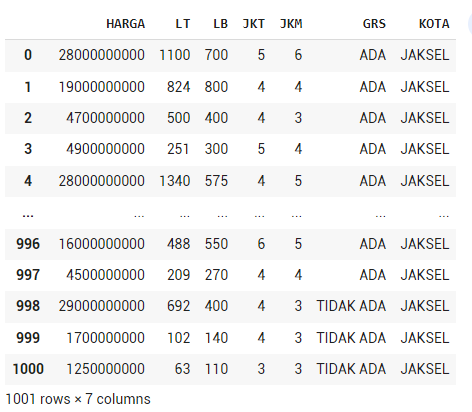 HARGA LT LB JKT JKM GRS KOTA
0 28000000000 1100 700 5 6 ADA JAKSEL
1 19000000000 824 800 4 4 ADA JAKSEL
2 4700000000 500 400 4 3 ADA JAKSEL
3 4900000000 251 300 5 4 ADA JAKSEL
4 28000000000 1340 575 4 5 ADA JAKSEL
... ... ... ... ... ... ... ...
996 16000000000 488 550 6 5 ADA JAKSEL
997 4500000000 209 270 4 4 ADA JAKSEL
998 29000000000 692 400 4 3 TIDAK ADA JAKSEL
999 1700000000 102 140 4 3 TIDAK ADA JAKSEL
1000 1250000000 63 110 3 3 TIDAK ADA JAKSEL
1001 rows × 7 columns